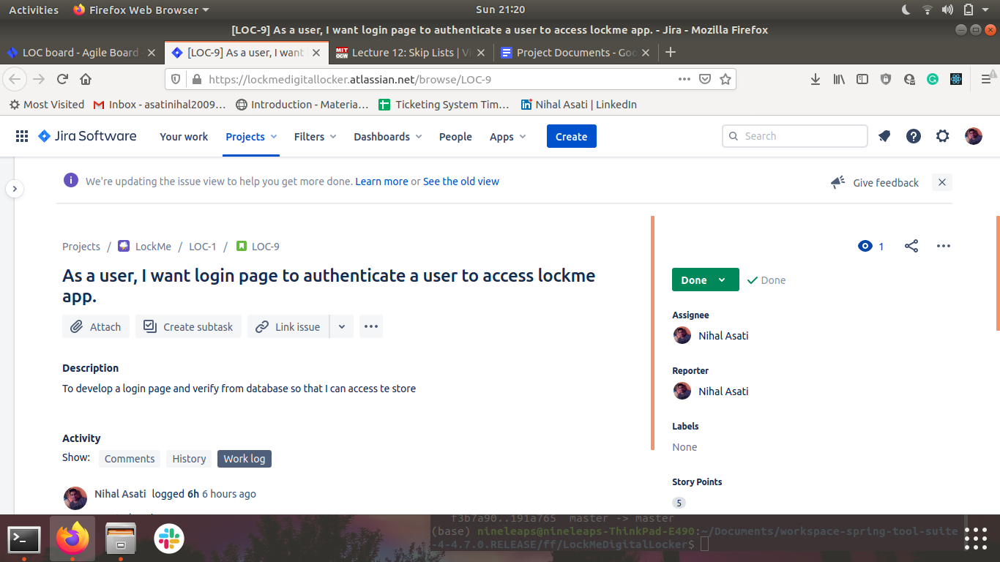 Activities Firefox Web Browser Sun 21:20
[LOC-9] As a user, I want login page to authenticate a user to access lockme app. - Jira - Mozilla Firefox
LOC board - Agile Board [LOC-9] As a user, I want MIT OCW Lecture 12: Skip Lists | Vi Project Documents - Goo
https://lockmedigitallocker.atlassian.net/browse/LOC-9
Most Visited Inbox - asatinihal2009… Introduction - Materia… Ticketing System Tim… Nihal Asati | LinkedIn
Jira Software Your work Projects Filters Dashboards People Apps Create Search
We're updating the issue view to help you get more done. Learn more or See the old view Give feedback
Projects / LockMe / LOC-1 / LOC-9 1
As a user, I want login page to authenticate a user to access lockme
app.
Done Done
Attach Create subtask Link issue
Assignee
Nihal Asati
Description
To develop a login page and verify from database so that I can access te store
Reporter
Nihal Asati
Labels
None
Activity
Show: Comments History Work log
Story Points
5
Nihal Asati logged 6h 6 hours ago
f3b7a90..191a765 master -> master
(base) nineleaps@nineleaps-ThinkPad-E490:~/Documents/workspace-spring-tool-suite
-4-4.7.0.RELEASE/ff/LockMeDigitalLocker$